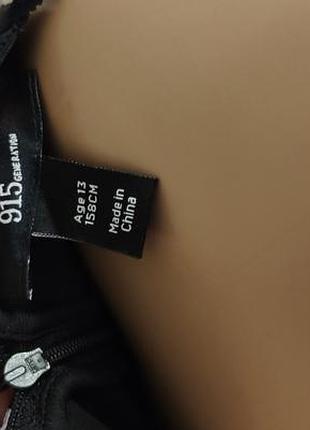 915
GENERATION
Age 13
158CM
Made in
China